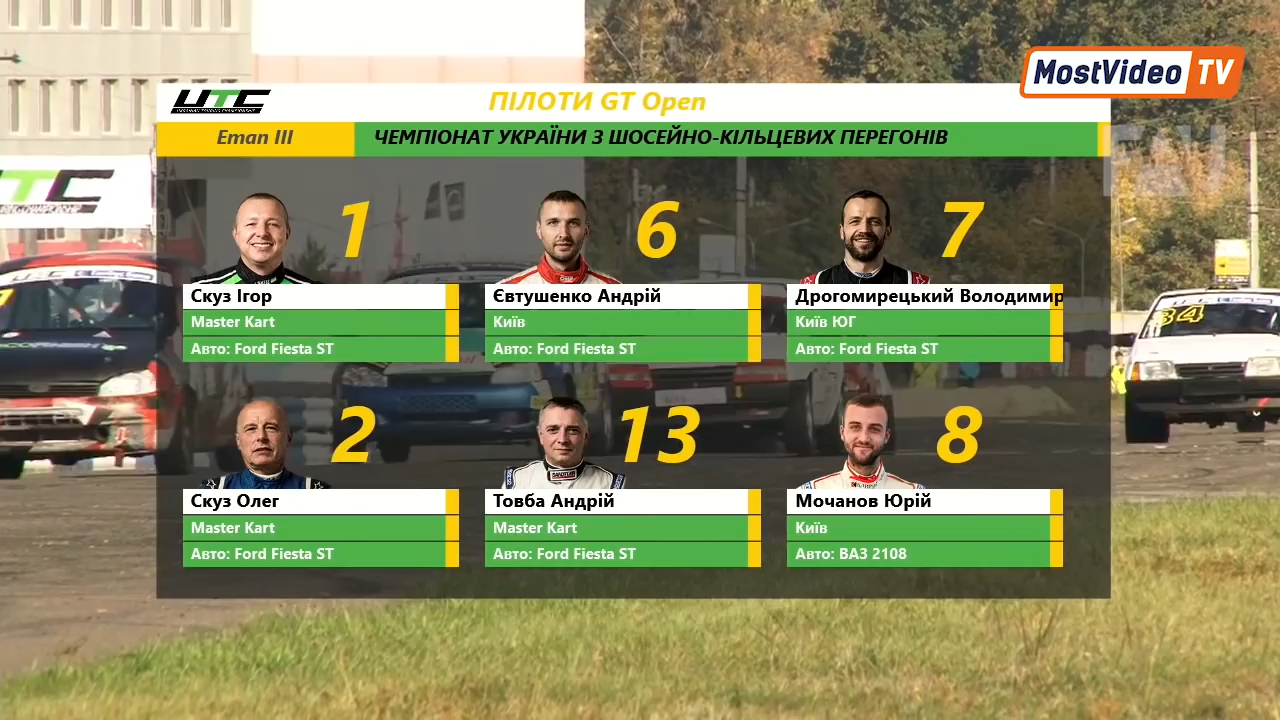 MostVideo TV
UTC
ПІЛОТИ GT Open
Етап III
ЧЕМПІОНАТ УКРАЇНИ З ШОСЕЙНО-КІЛЬЦЕВИХ ПЕРЕГОНІВ
1
Скуз Ігор
Master Kart
Авто: Ford Fiesta ST
6
Євтушенко Андрій
Київ
Авто: Ford Fiesta ST
7
Дрогомирецький Володимир
Київ ЮГ
Авто: Ford Fiesta ST
2
Скуз Олег
Master Kart
Авто: Ford Fiesta ST
13
Товба Андрій
Master Kart
Авто: Ford Fiesta ST
8
Мочанов Юрій
Київ
Авто: ВАЗ 2108
UTC
34